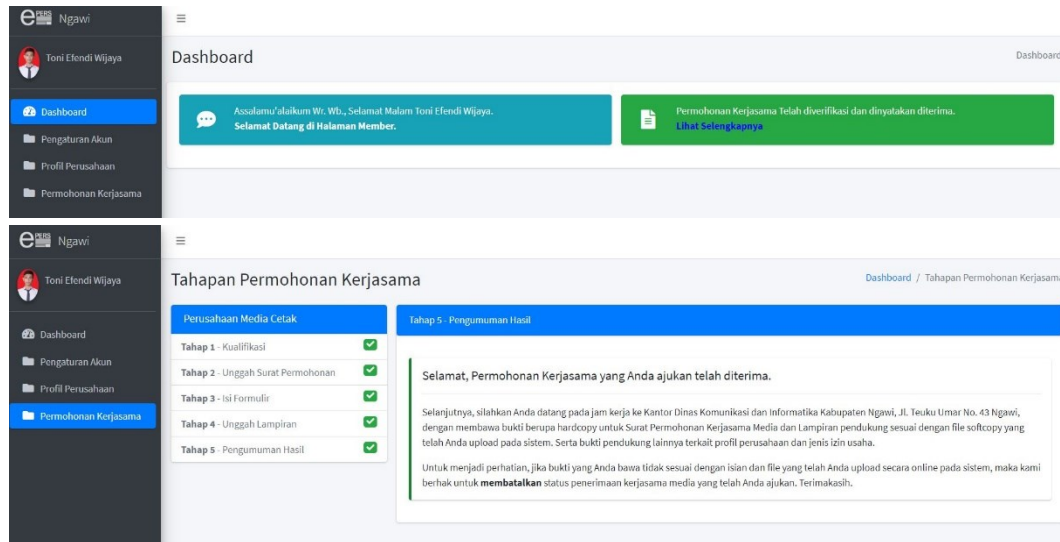 ePERS Ngawi
Toni Efendi Wijaya
Dashboard
Pengaturan Akun
Profil Perusahaan
Permohonan Kerjasama
Dashboard
Dashboard
Assalamu'alaikum Wr. Wb., Selamat Malam Toni Efendi Wijaya.
Selamat Datang di Halaman Member.
Permohonan Kerjasama Telah diverifikasi dan dinyatakan diterima.
Lihat Selengkapnya
ePERS Ngawi
Toni Efendi Wijaya
Dashboard
Pengaturan Akun
Profil Perusahaan
Permohonan Kerjasama
Tahapan Permohonan Kerjasama
Dashboard / Tahapan Permohonan Kerjasama
Perusahaan Media Cetak
Tahap 1 - Kualifikasi
Tahap 2 - Unggah Surat Permohonan
Tahap 3 - Isi Formulir
Tahap 4 - Unggah Lampiran
Tahap 5 - Pengumuman Hasil
Tahap 5 - Pengumuman Hasil
Selamat, Permohonan Kerjasama yang Anda ajukan telah diterima.
Selanjutnya, silahkan Anda datang pada jam kerja ke Kantor Dinas Komunikasi dan Informatika Kabupaten Ngawi, Jl. Teuku Umar No. 43 Ngawi,
dengan membawa bukti berupa hardcopy untuk Surat Permohonan Kerjasama Media dan Lampiran pendukung sesuai dengan file softcopy yang
telah Anda upload pada sistem. Serta bukti pendukung lainnya terkait profil perusahaan dan jenis izin usaha.
Untuk menjadi perhatian, jika bukti yang Anda bawa tidak sesuai dengan isian dan file yang telah Anda upload secara online pada sistem, maka kami
berhak untuk membatalkan status penerimaan kerjasama media yang telah Anda ajukan. Terimakasih.